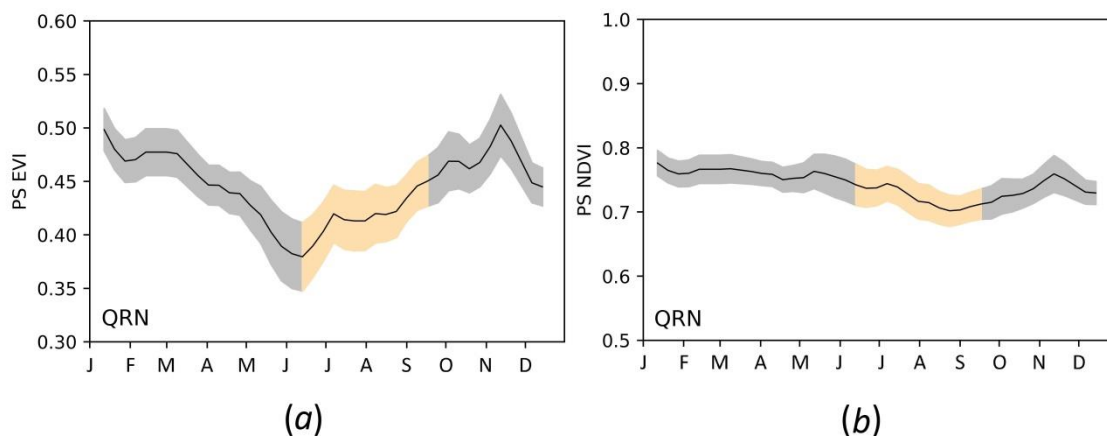 0.60
0.55
0.50
0.45
0.40
0.35
0.30
PS EVI
QRN
J F M A M J J A S O N D
(a)
1.0
0.9
0.8
0.7
0.6
0.5
PS NDVI
QRN
J F M A M J J A S O N D
(b)